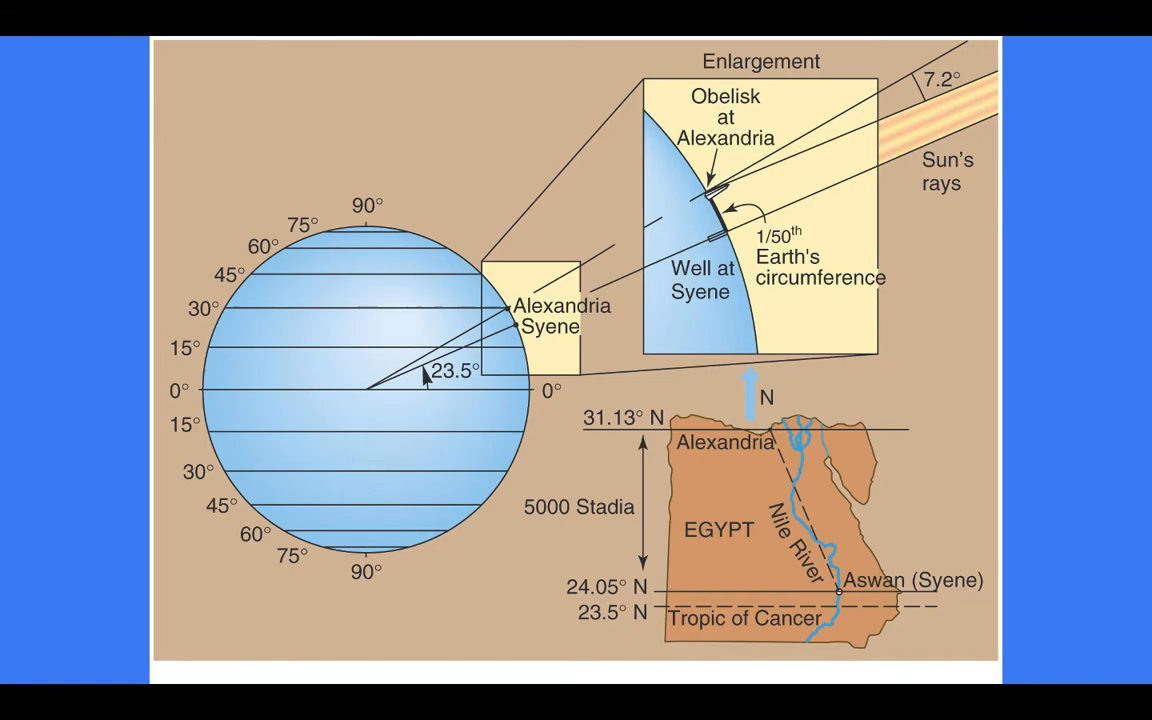 Enlargement
7.2°
Obelisk
at
Alexandria
Sun's
rays
1/50th
Earth's
circumference
Well at
Syene
90°
75°
60°
45°
30°
15°
0°
15°
30°
45°
60°
75°
90°
Alexandria
Syene
23.5°
0°
N
31.13° N
Alexandria
5000 Stadia
EGYPT
Nile River
24.05° N
Aswan (Syene)
23.5° N
Tropic of Cancer